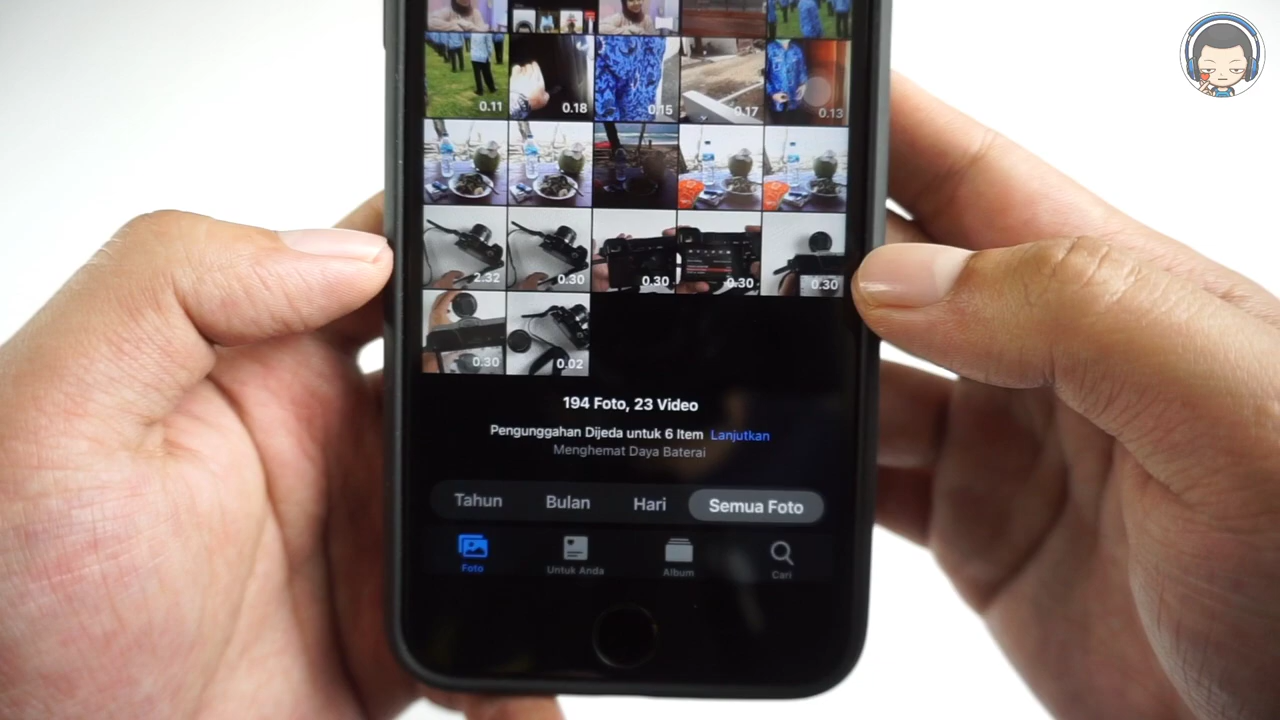 0.11
0.18
0.15
0.17
0.13
2.32
0.30
0.30
0.30
0.30
0.30
0.02
194 Foto, 23 Video
Pengunggahan Dijeda untuk 6 Item Lanjutkan
Menghemat Daya Baterai
Tahun Bulan Hari Semua Foto
Foto Untuk Anda Album Cari